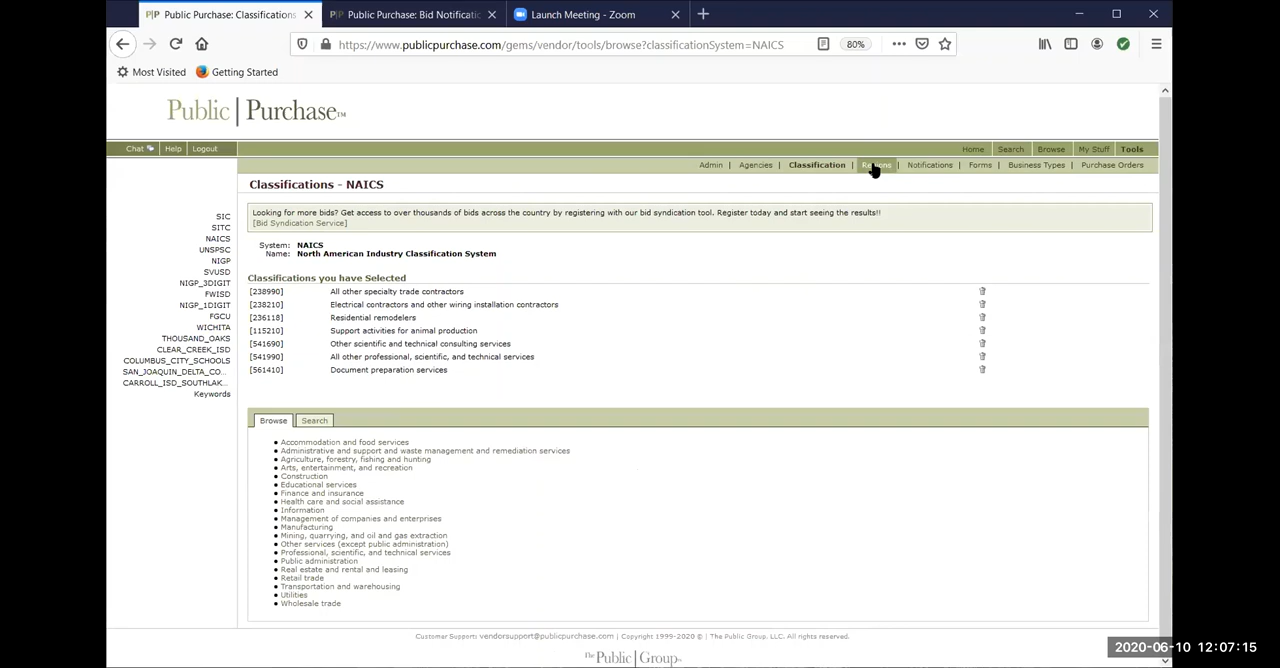 P|P Public Purchase: Classifications
P|P Public Purchase: Bid Notificatic
Launch Meeting - Zoom
https://www.publicpurchase.com/gems/vendor/tools/browse?classificationSystem=NAICS
80%
Most Visited
Getting Started
Public | Purchase TM
Chat
Help
Logout
Home
Search
Browse
My Stuff
Tools
Admin | Agencies | Classification | Regions | Notifications | Forms | Business Types | Purchase Orders
Classifications - NAICS
Looking for more bids? Get access to over thousands of bids across the country by registering with our bid syndication tool. Register today and start seeing the results!!
[Bid Syndication Service]
SIC
SITC
NAICS
UNSPSC
NIGP
SVUSD
NIGP_3DIGIT
FWISD
NIGP_1DIGIT
FGCU
WICHITA
THOUSAND_OAKS
CLEAR_CREEK_ISD
COLUMBUS_CITY_SCHOOLS
SAN_JOAQUIN_DELTA_CO...
CARROLL_ISD_SOUTHLAK...
Keywords
System: NAICS
Name: North American Industry Classification System
Classifications you have Selected
[238990] All other specialty trade contractors
[238210] Electrical contractors and other wiring installation contractors
[236118] Residential remodelers
[115210] Support activities for animal production
[541690] Other scientific and technical consulting services
[541990] All other professional, scientific, and technical services
[561410] Document preparation services
Browse
Search
Accommodation and food services
Administrative and support and waste management and remediation services
Agriculture, forestry, fishing and hunting
Arts, entertainment, and recreation
Construction
Educational services
Finance and insurance
Health care and social assistance
Information
Management of companies and enterprises
Manufacturing
Mining, quarrying, and oil and gas extraction
Other services (except public administration)
Professional, scientific, and technical services
Public administration
Real estate and rental and leasing
Retail trade
Transportation and warehousing
Utilities
Wholesale trade
Customer Support: vendorsupport@publicpurchase.com | Copyright 1999-2020 © | The Public Group, LLC. All rights reserved.
The Public | Group
2020-06-10 12:07:15